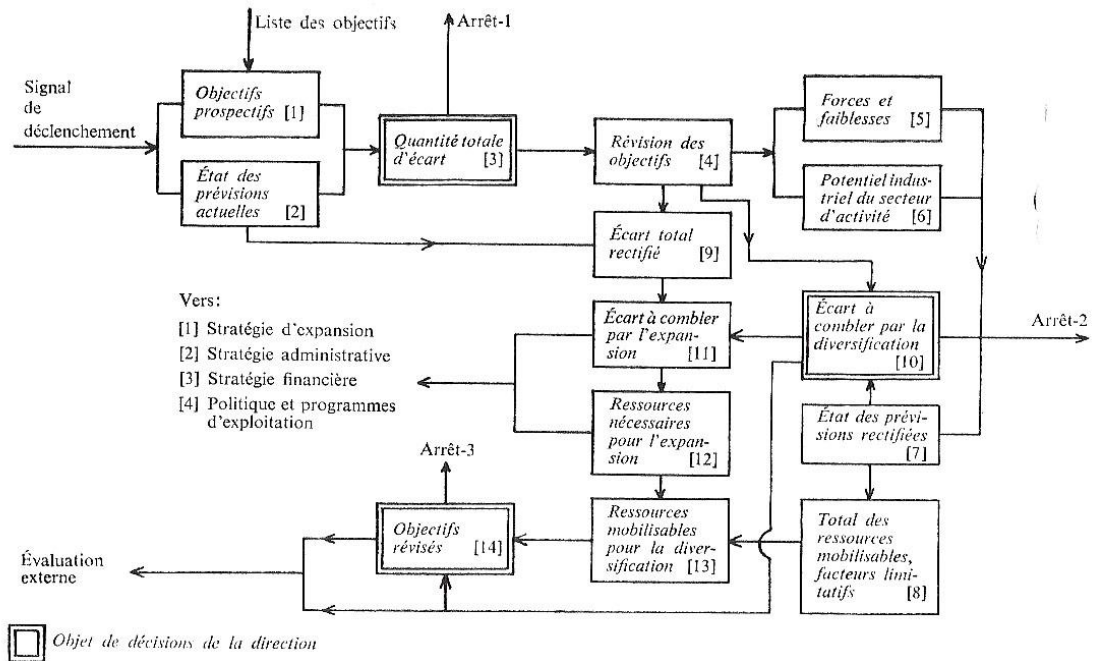 Liste des objectifs
Arrêt-1
Signal
de
déclenchement
Objectifs
prospectifs [1]
État des
prévisions
actuelles [2]
Quantité totale
d'écart [3]
Révision des
objectifs [4]
Forces et
faiblesses [5]
Potentiel indus-
triel du secteur
d'activité [6]
Écart total
rectifié [9]
Vers:
[1] Stratégie d'expansion
[2] Stratégie administrative
[3] Stratégie financière
[4] Politique et programmes
d'exploitation
Écart à combler
par l'expan-
sion [11]
Écart à
combler par la
diversification
[10]
Arrêt-2
Ressources
nécessaires
pour l'expan-
sion [12]
État des prévi-
sions rectifiées
[7]
Arrêt-3
Objectifs
révisés [14]
Ressources
mobilisables
pour la diver-
sification [13]
Total des
ressources
mobilisables,
facteurs limi-
tatifs [8]
Évaluation
externe
Objet de décisions de la direction